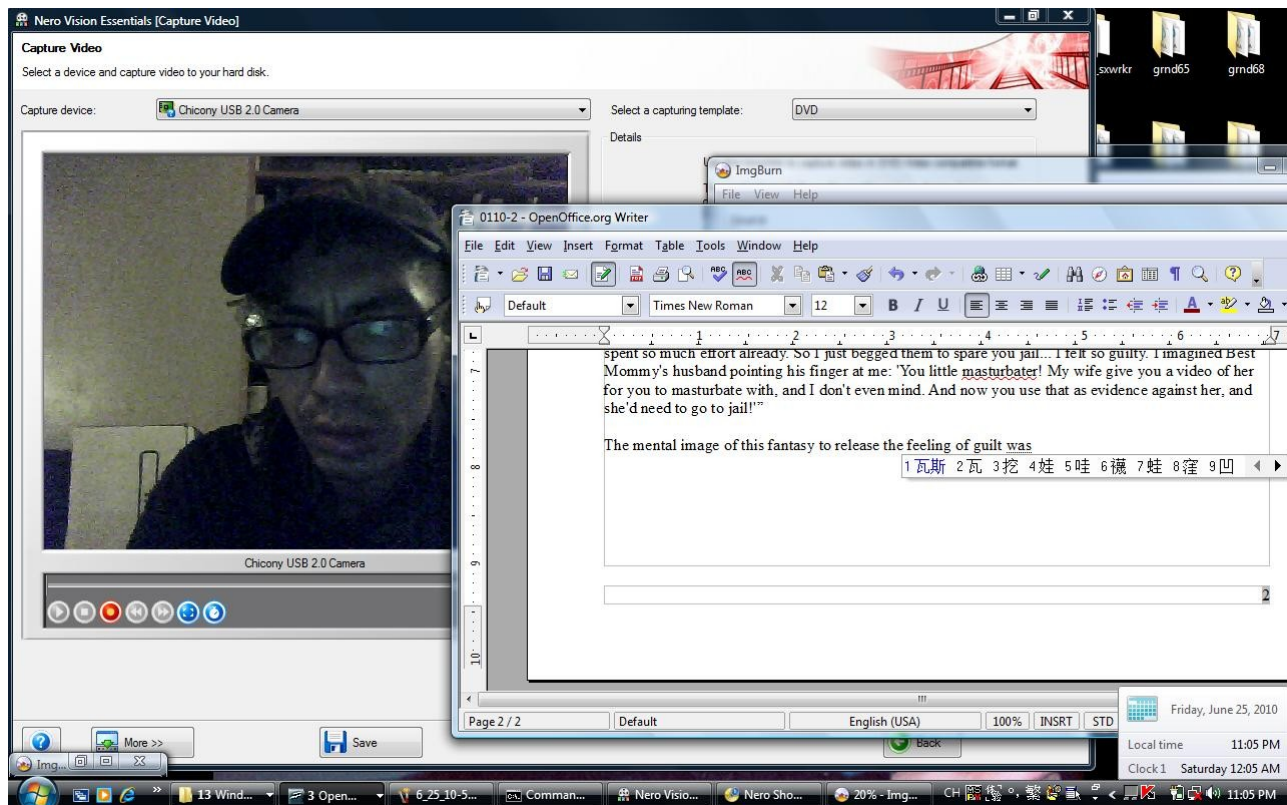 Nero Vision Essentials [Capture Video]
Capture Video
Select a device and capture video to your hard disk.
Capture device:
Chicony USB 2.0 Camera
Select a capturing template:
DVD
Details
Chicony USB 2.0 Camera
More >>
Save
Back
_sxwrkr
grnd65
grnd68
ImgBurn
File View Help
0110-2 - OpenOffice.org Writer
File Edit View Insert Format Table Tools Window Help
Default
Times New Roman
12
spent so much effort already. So I just begged them to spare you jail... I felt so guilty. I imagined Best
Mommy's husband pointing his finger at me: 'You little masturbater! My wife give you a video of her
for you to masturbate with, and I don't even mind. And now you use that as evidence against her, and
she'd need to go to jail!'”
The mental image of this fantasy to release the feeling of guilt was
1瓦斯 2瓦 3挖 4娃 5哇 6襪 7蛙 8窪 9凹
2
Page 2 / 2
Default
English (USA)
100%
INSRT
STD
Friday, June 25, 2010
Local time 11:05 PM
Clock 1 Saturday 12:05 AM
Img...
13 Wind...
3 Open...
6_25_10-5...
Comman...
Nero Visio...
Nero Sho...
20% - Img...
CH
11:05 PM